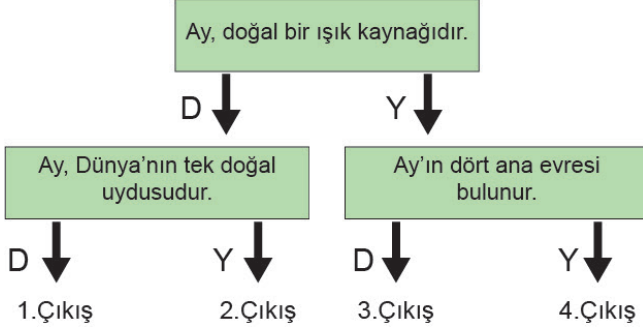 Ay, doğal bir ışık kaynağıdır.
D Y
Ay, Dünya’nın tek doğal
uydusudur.
Ay’ın dört ana evresi
bulunur.
D Y D Y
1.Çıkış 2.Çıkış 3.Çıkış 4.Çıkış